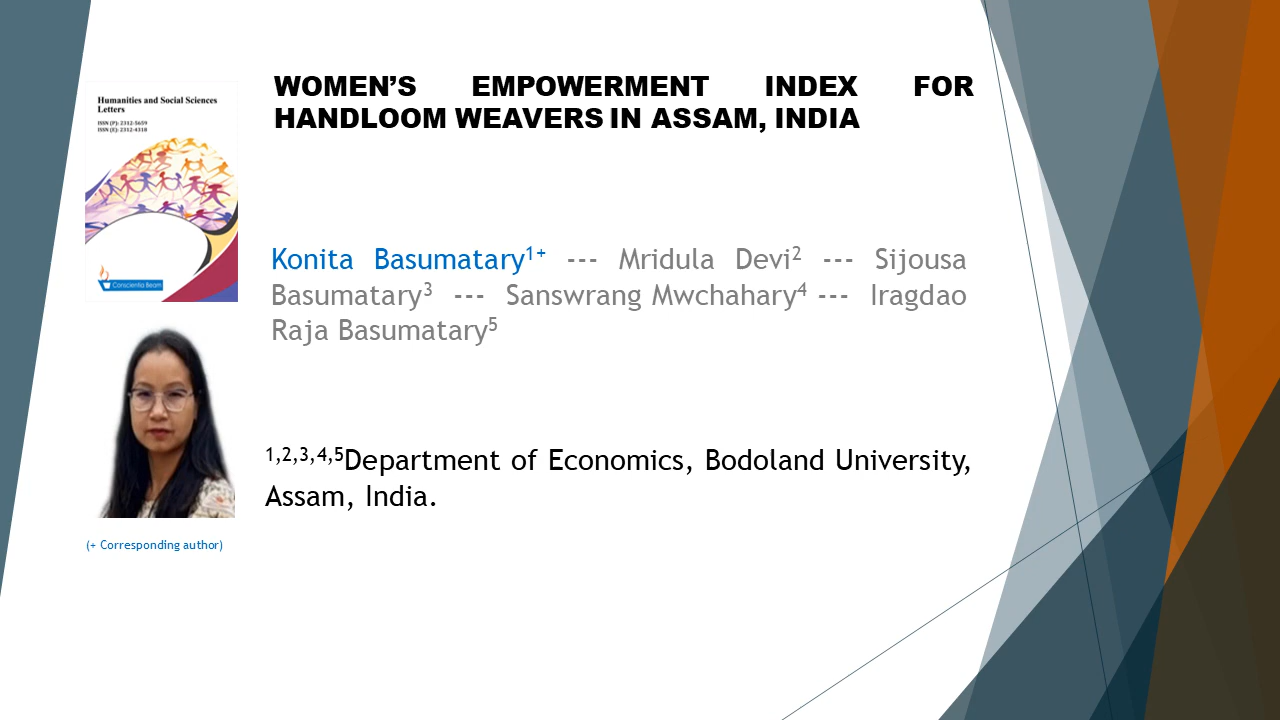 Humanities and Social Sciences
Letters
ISSN (P): 2312-5659
ISSN (E): 2312-4318
Conscientia Beam
WOMEN’S EMPOWERMENT INDEX FOR
HANDLOOM WEAVERS IN ASSAM, INDIA
Konita Basumatary1+ --- Mridula Devi2 --- Sijousa
Basumatary3 --- Sanswrang Mwchahary4 --- Iragdao
Raja Basumatary5
1,2,3,4,5Department of Economics, Bodoland University,
Assam, India.
(+ Corresponding author)